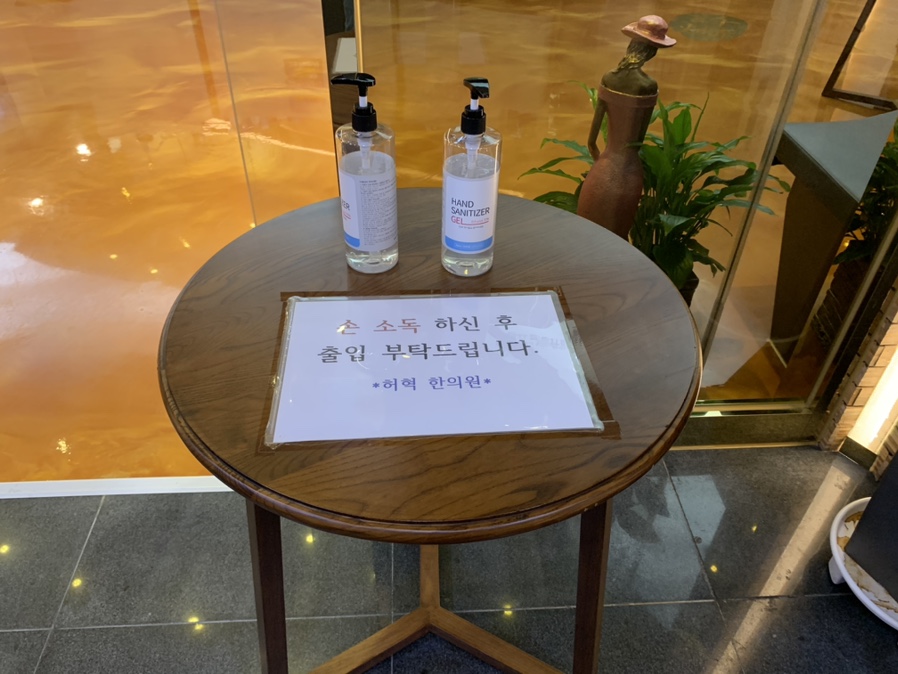 HAND
SANITIZER
GEL
손 소독 하신 후
출입 부탁드립니다.
*허혁 한의원*